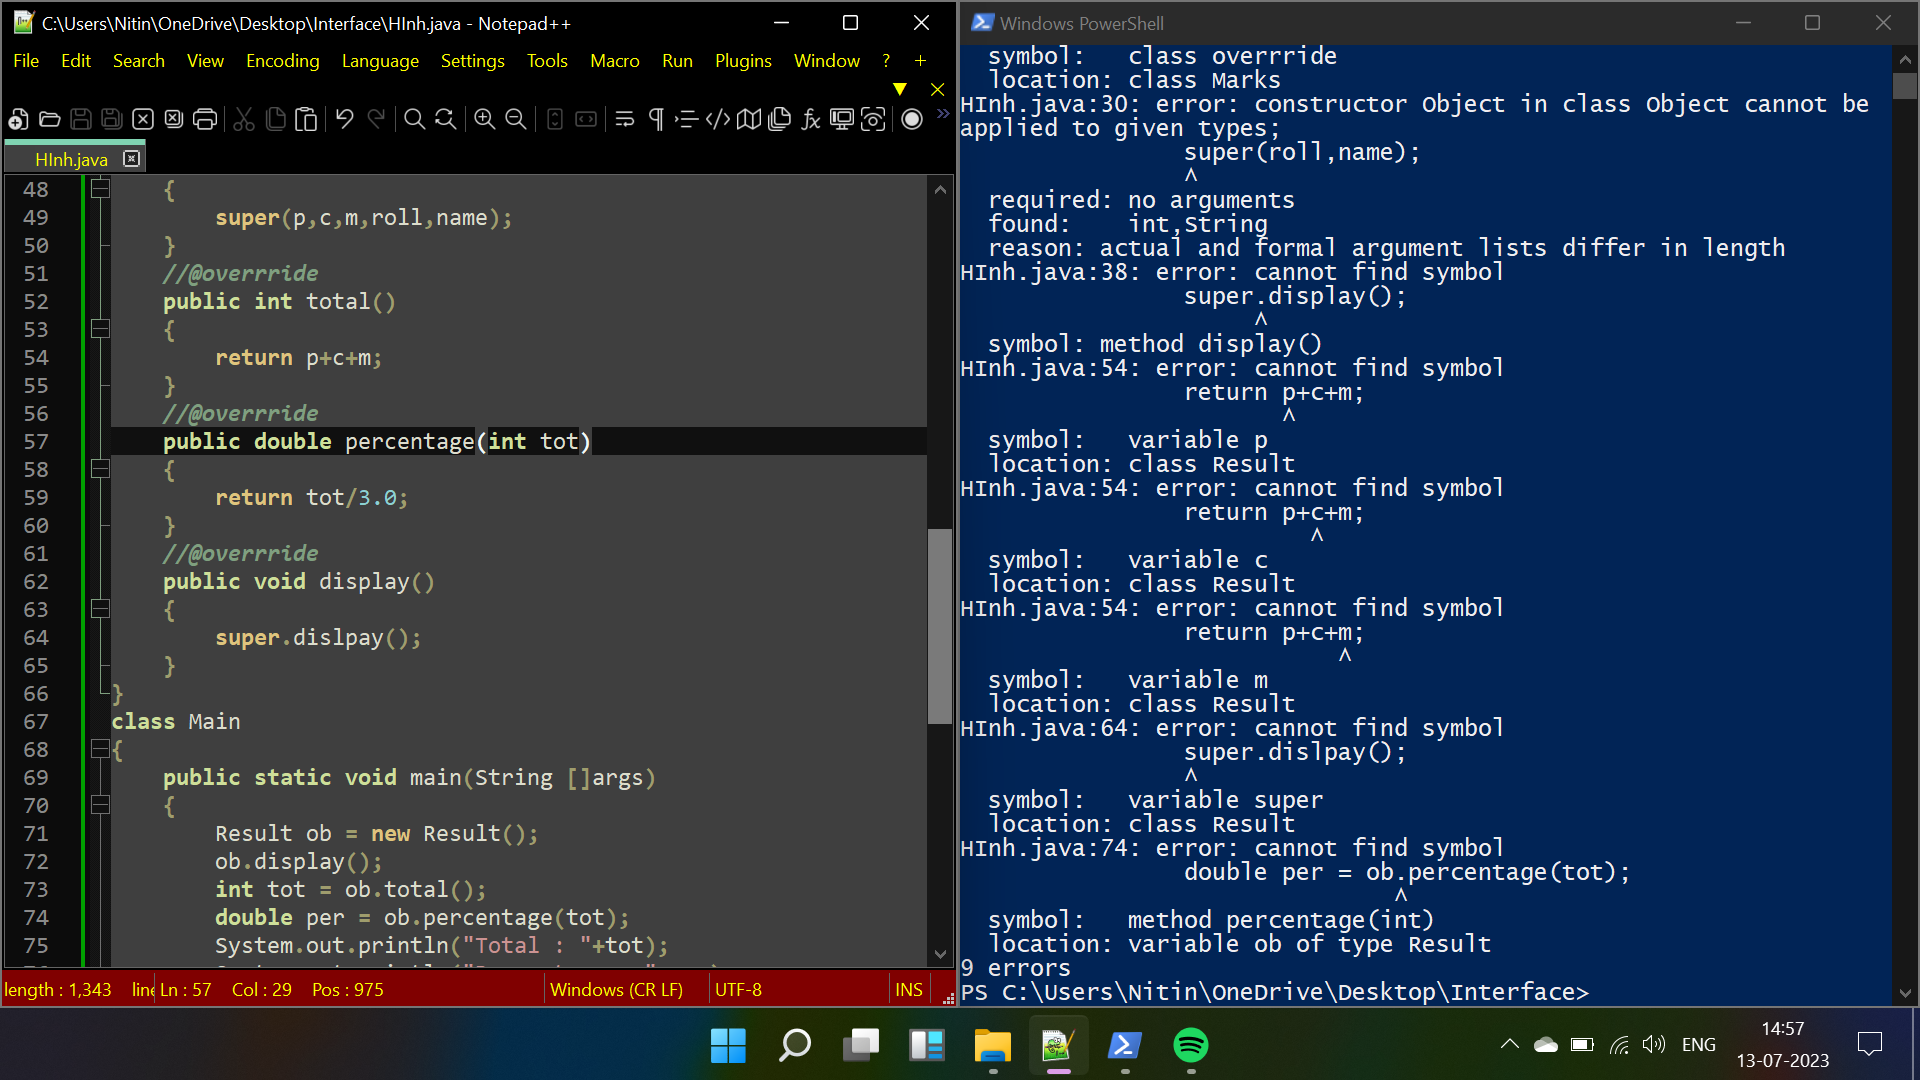 C:\Users\Nitin\OneDrive\Desktop\Interface\HInh.java - Notepad++
File Edit Search View Encoding Language Settings Tools Macro Run Plugins Window ? +
HInh.java
48 {
49 super(p,c,m,roll,name);
50 }
51 //@overrride
52 public int total()
53 {
54 return p+c+m;
55 }
56 //@overrride
57 public double percentage(int tot)
58 {
59 return tot/3.0;
60 }
61 //@overrride
62 public void display()
63 {
64 super.dislpay();
65 }
66 }
67 class Main
68 {
69 public static void main(String []args)
70 {
71 Result ob = new Result();
72 ob.display();
73 int tot = ob.total();
74 double per = ob.percentage(tot);
75 System.out.println("Total : "+tot);
length : 1,343 line Ln : 57 Col : 29 Pos : 975 Windows (CR LF) UTF-8 INS
Windows PowerShell
symbol: class overrride
location: class Marks
HInh.java:30: error: constructor Object in class Object cannot be
applied to given types;
super(roll,name);
^
required: no arguments
found: int,String
reason: actual and formal argument lists differ in length
HInh.java:38: error: cannot find symbol
super.display();
^
symbol: method display()
HInh.java:54: error: cannot find symbol
return p+c+m;
^
symbol: variable p
location: class Result
HInh.java:54: error: cannot find symbol
return p+c+m;
^
symbol: variable c
location: class Result
HInh.java:54: error: cannot find symbol
return p+c+m;
^
symbol: variable m
location: class Result
HInh.java:64: error: cannot find symbol
super.dislpay();
^
symbol: variable super
location: class Result
HInh.java:74: error: cannot find symbol
double per = ob.percentage(tot);
^
symbol: method percentage(int)
location: variable ob of type Result
9 errors
PS C:\Users\Nitin\OneDrive\Desktop\Interface>
ENG
14:57
13-07-2023